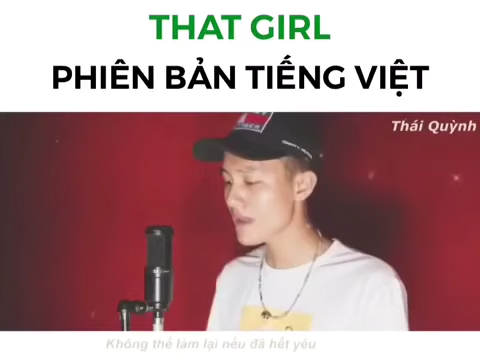 THAT GIRL
PHIÊN BẢN TIẾNG VIỆT
Thái Quỳnh
Không thể làm lại nếu đã hết yêu